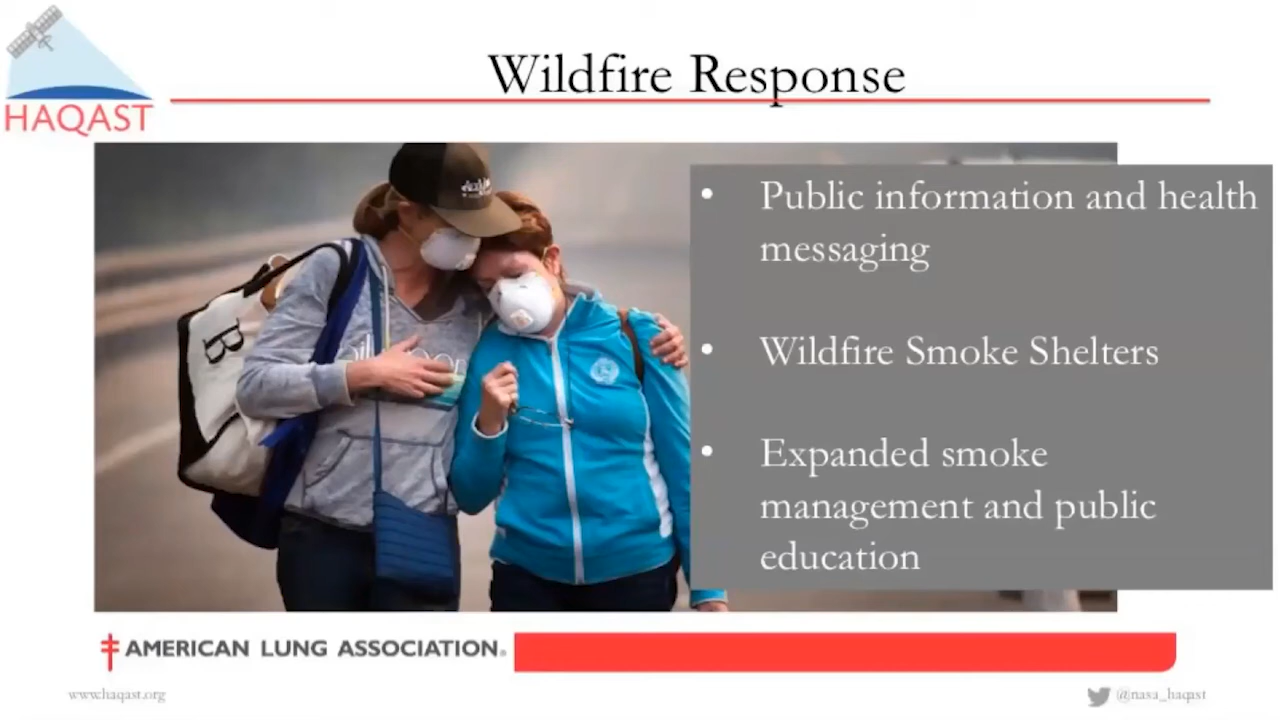 HAQAST
Wildfire Response
B
• Public information and health
messaging
• Wildfire Smoke Shelters
• Expanded smoke
management and public
education
AMERICAN LUNG ASSOCIATION®
www.haqast.org
@nasa_haqast